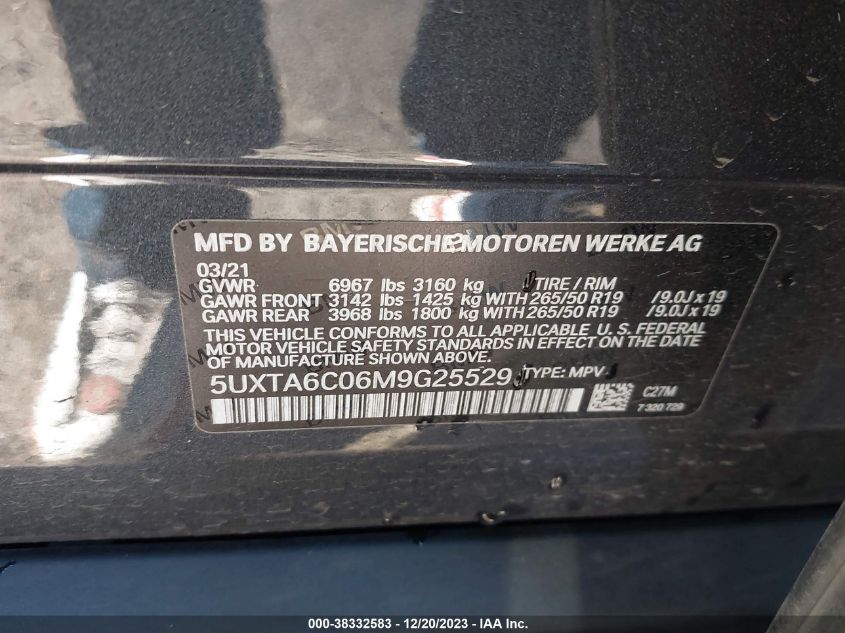 MFD BY BAYERISCHE MOTOREN WERKE AG
03/21
GVWR 6967 lbs 3160 kg TIRE / RIM
GAWR FRONT 3142 lbs 1425 kg WITH 265/50 R19 /9.0J x 19
GAWR REAR 3968 lbs 1800 kg WITH 265/50 R19 /9.0J x 19
THIS VEHICLE CONFORMS TO ALL APPLICABLE U. S. FEDERAL
MOTOR VEHICLE SAFETY STANDARDS IN EFFECT ON THE DATE
OF MANUFACTURE SHOWN ABOVE.
5UXTA6C06M9G25529 TYPE: MPV
C27M
7 320 729
000-38332583 — 12/20/2023 — IAA Inc.